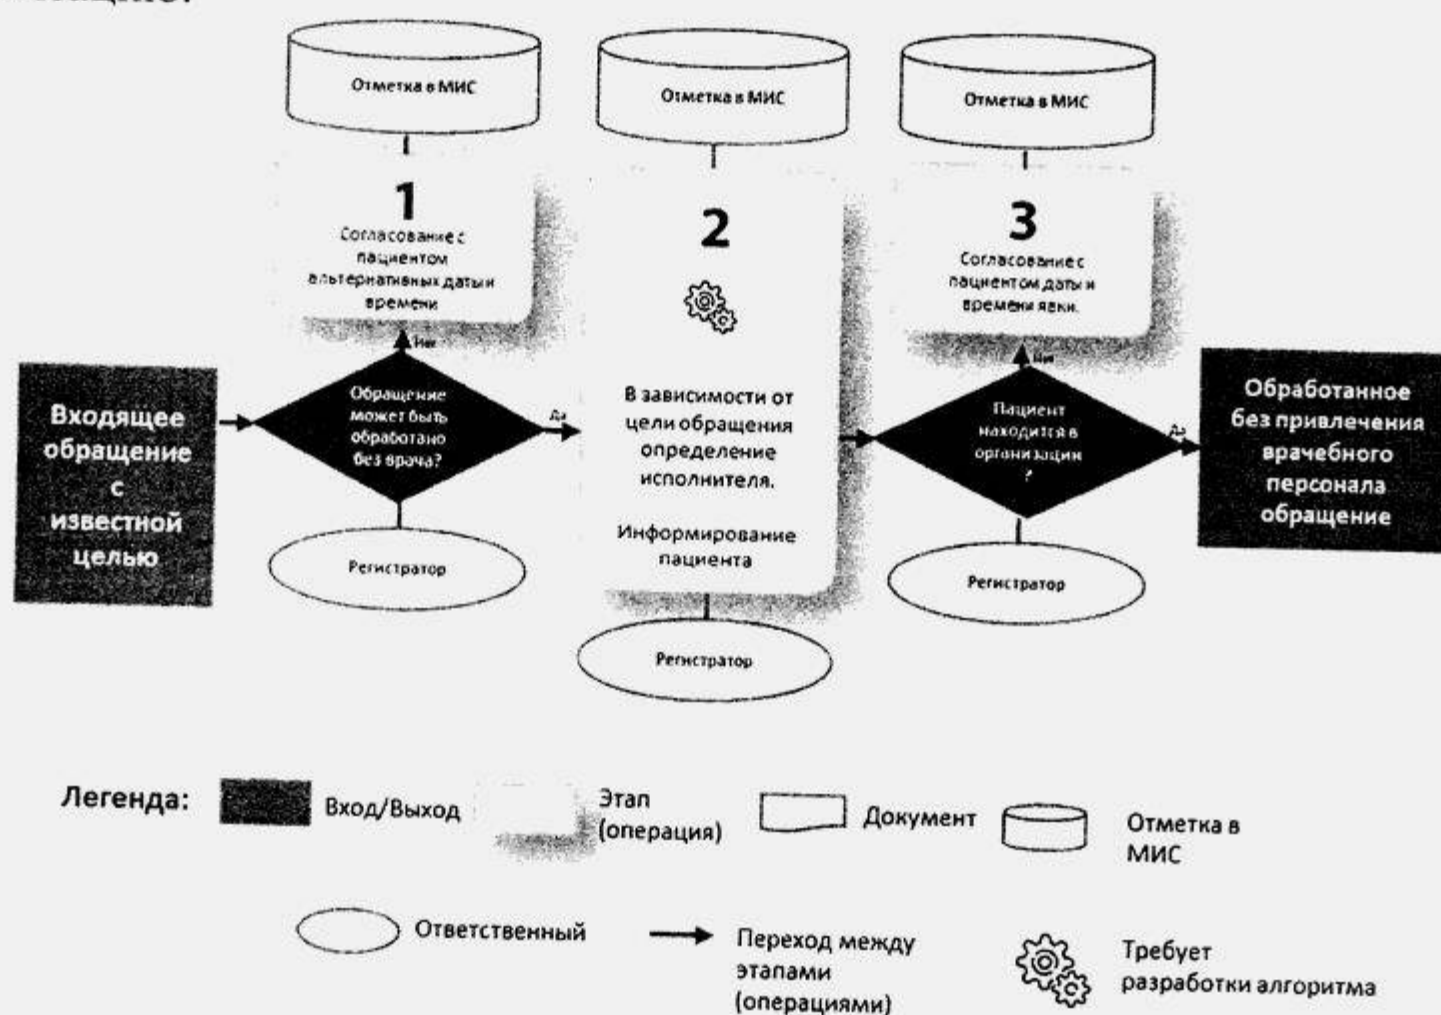 Отметка в МИС
Отметка в МИС
Отметка в МИС
1
Согласование с
пациентом
альтернативных даты и
времени
2
3
Согласование с
пациентом даты и
времени явки.
Нет
Нет
Входящее
обращение
с
известной
целью
Обращение
может быть
обработано
без врача?
Да
В зависимости от
цели обращения
определение
исполнителя.
Информирование
пациента
Пациент
находится в
организации
?
Да
Обработанное
без привлечения
врачебного
персонала
обращение
Регистратор
Регистратор
Регистратор
Легенда:
Вход/Выход
Этап
(операция)
Документ
Отметка в
МИС
Ответственный
Переход между
этапами
(операциями)
Требует
разработки алгоритма